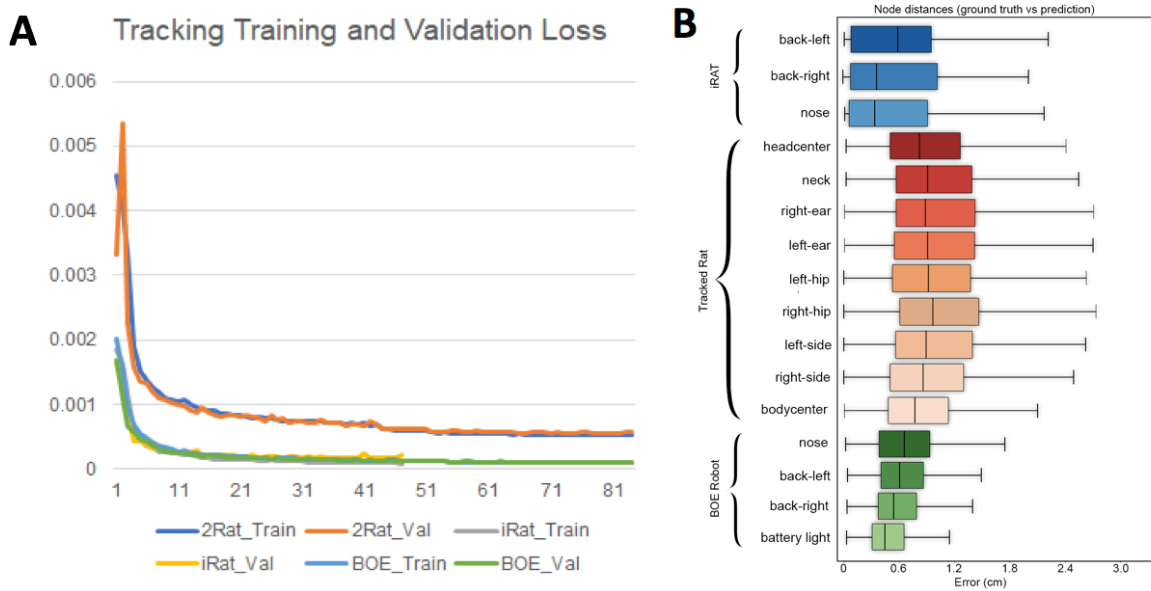 A
Tracking Training and Validation Loss
0.006
0.005
0.004
0.003
0.002
0.001
0
1 11 21 31 41 51 61 71 81
2Rat_Train 2Rat_Val iRat_Train
iRat_Val BOE_Train BOE_Val
B
Node distances (ground truth vs prediction)
iRAT
back-left
back-right
nose
Tracked Rat
headcenter
neck
right-ear
left-ear
left-hip
right-hip
left-side
right-side
bodycenter
BOE Robot
nose
back-left
back-right
battery light
0 0.6 1.2 1.8 2.4 3.0
Error (cm)